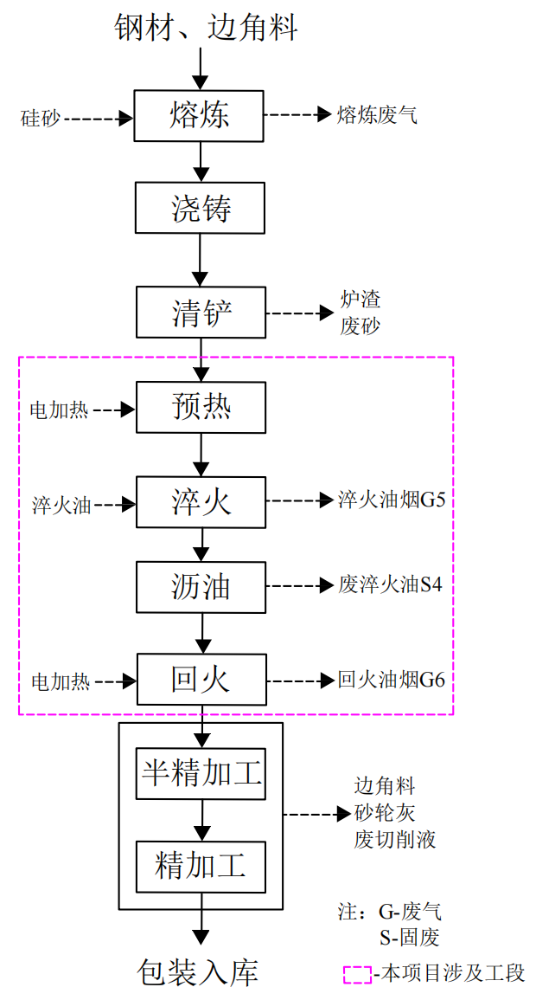 钢材、边角料
硅砂
熔炼
熔炼废气
浇铸
清铲
炉渣
废砂
电加热
预热
淬火油
淬火
淬火油烟G5
沥油
废淬火油S4
电加热
回火
回火油烟G6
半精加工
边角料
砂轮灰
废切削液
精加工
注：G-废气
S-固废
包装入库
-本项目涉及工段